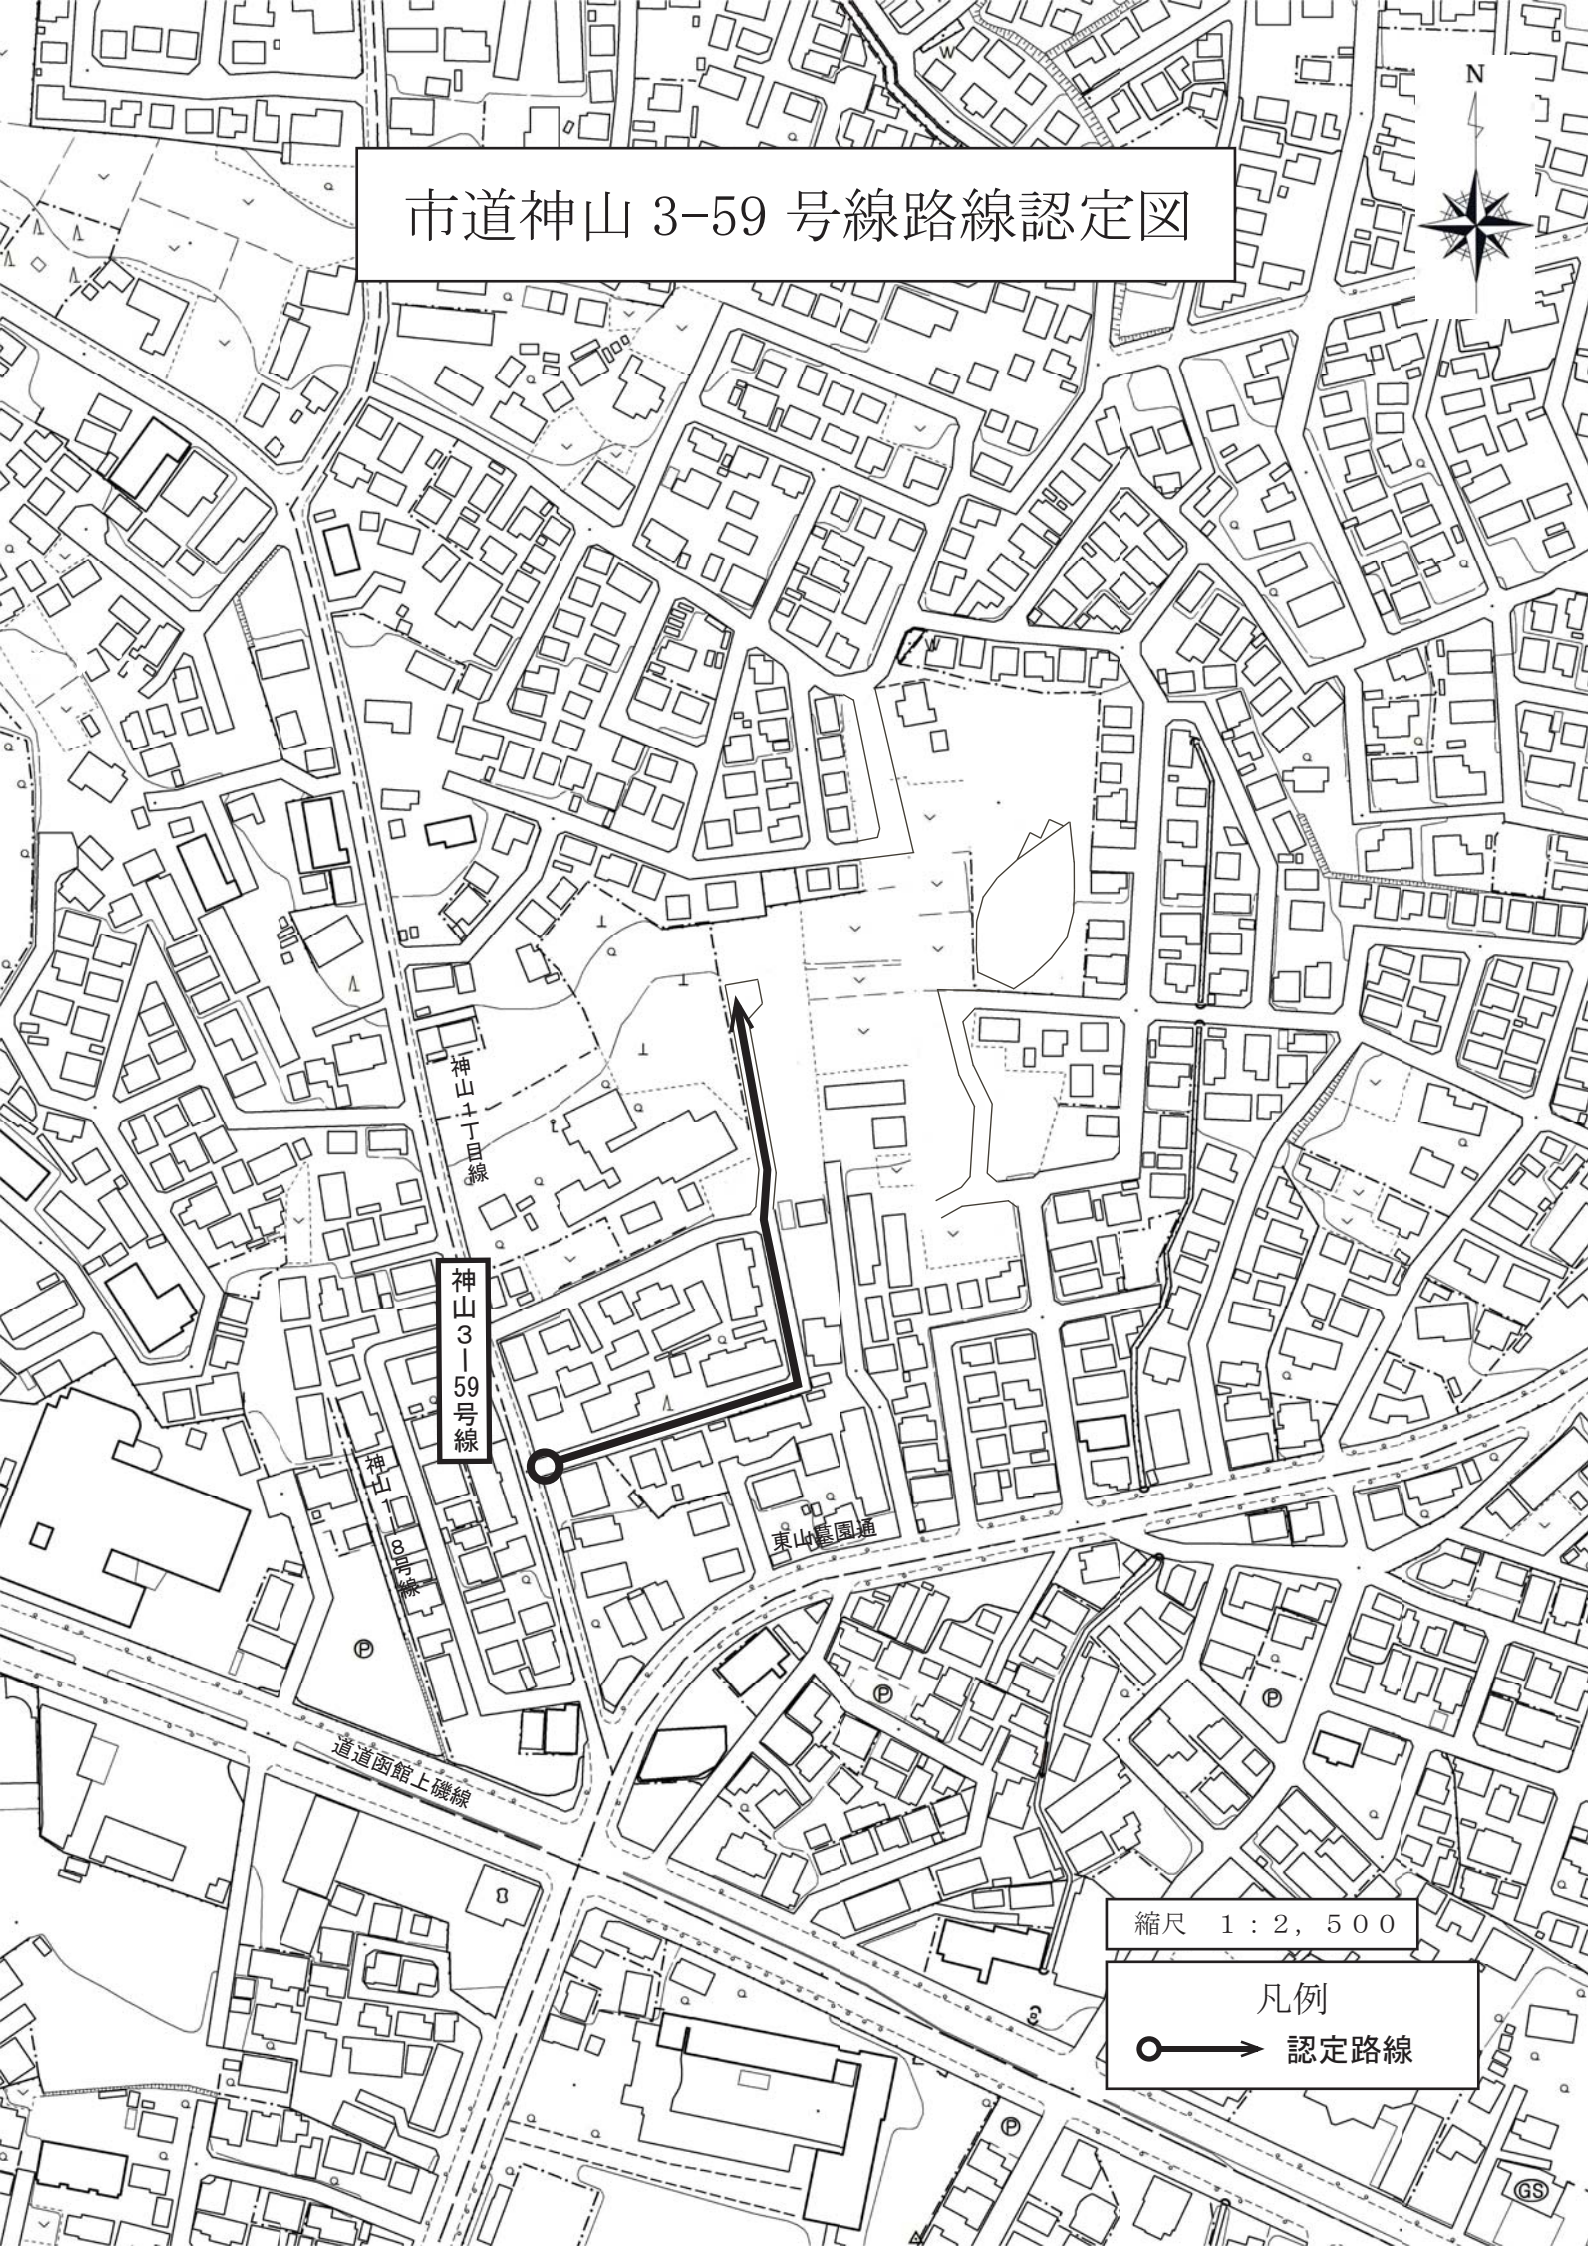 N
市道神山 3-59 号線路線認定図
神山1丁目線
神山3―59号線
神山1―8号線
東山墓園通
道道函館上磯線
P
P
P
P
GS
W
W
縮尺 1：2，500
凡例
認定路線